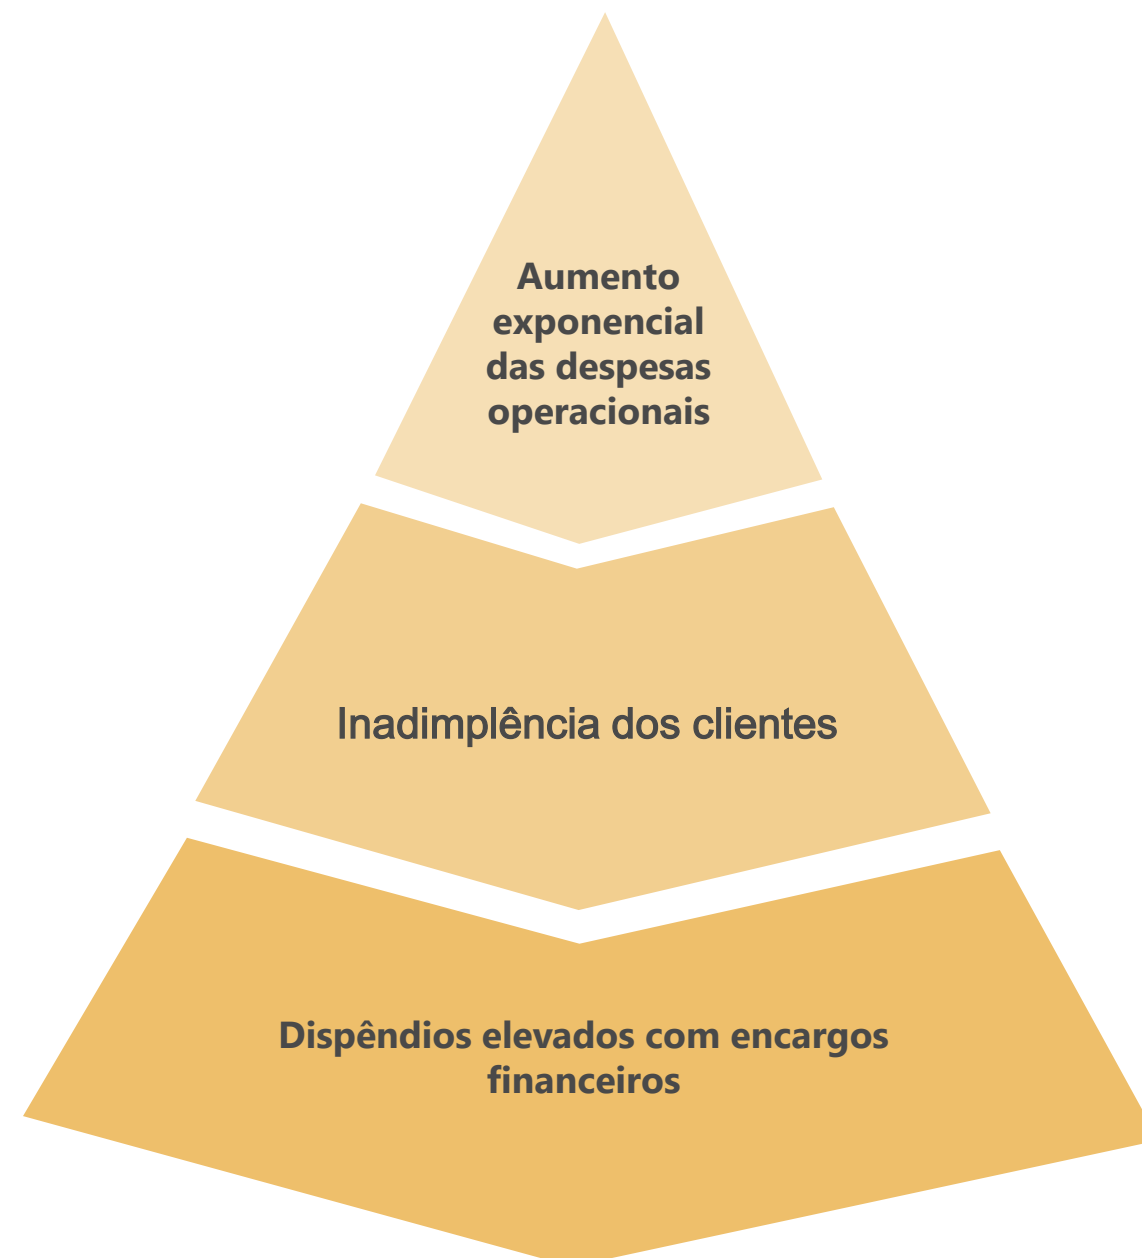 Aumento
exponencial
das despesas
operacionais
Inadimplência dos clientes
Dispêndios elevados com encargos
financeiros